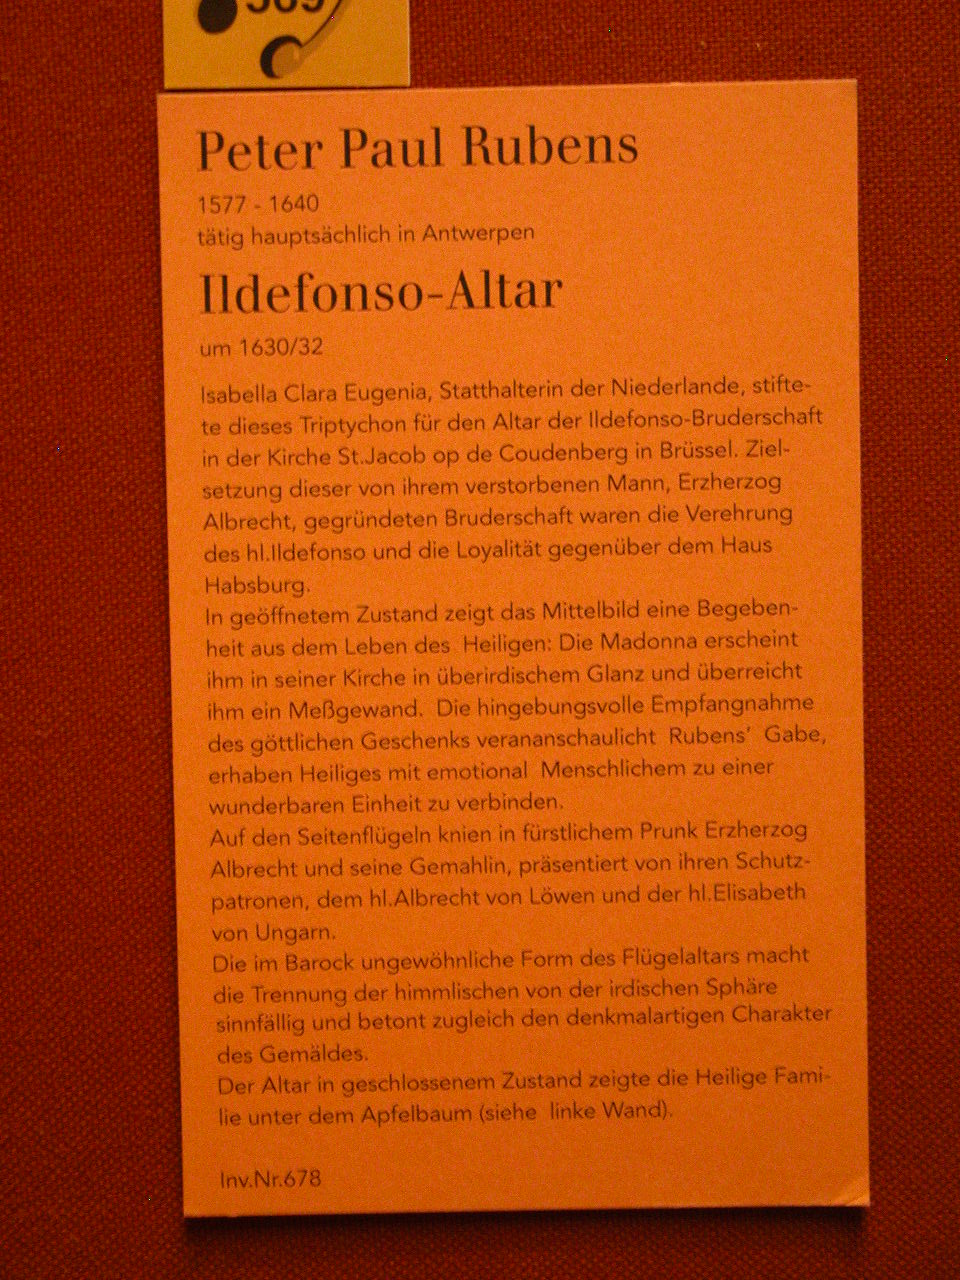 509
Peter Paul Rubens
1577 - 1640
tätig hauptsächlich in Antwerpen
Ildefonso-Altar
um 1630/32
Isabella Clara Eugenia, Statthalterin der Niederlande, stifte-
te dieses Triptychon für den Altar der Ildefonso-Bruderschaft
in der Kirche St.Jacob op de Coudenberg in Brüssel. Ziel-
setzung dieser von ihrem verstorbenen Mann, Erzherzog
Albrecht, gegründeten Bruderschaft waren die Verehrung
des hl.Ildefonso und die Loyalität gegenüber dem Haus
Habsburg.
In geöffnetem Zustand zeigt das Mittelbild eine Begeben-
heit aus dem Leben des Heiligen: Die Madonna erscheint
ihm in seiner Kirche in überirdischem Glanz und überreicht
ihm ein Meßgewand. Die hingebungsvolle Empfangnahme
des göttlichen Geschenks verananschaulicht Rubens' Gabe,
erhaben Heiliges mit emotional Menschlichem zu einer
wunderbaren Einheit zu verbinden.
Auf den Seitenflügeln knien in fürstlichem Prunk Erzherzog
Albrecht und seine Gemahlin, präsentiert von ihren Schutz-
patronen, dem hl.Albrecht von Löwen und der hl.Elisabeth
von Ungarn.
Die im Barock ungewöhnliche Form des Flügelaltars macht
die Trennung der himmlischen von der irdischen Sphäre
sinnfällig und betont zugleich den denkmalartigen Charakter
des Gemäldes.
Der Altar in geschlossenem Zustand zeigte die Heilige Fami-
lie unter dem Apfelbaum (siehe linke Wand).
Inv.Nr.678